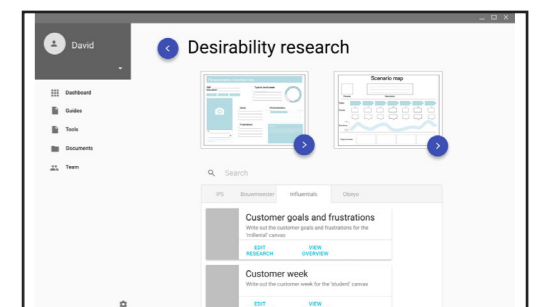 David
Desirability research
Dashboard
Guides
Tools
Documents
Team
Scenario map
Search
IPS
Bouwmeester
Influentials
Obeya
Customer goals and frustrations
Write out the customer goals and frustrations for the
'millenial' canvas
EDIT
RESEARCH
VIEW
OVERVIEW
Customer week
Write out the customer week for the 'student' canvas
EDIT
VIEW